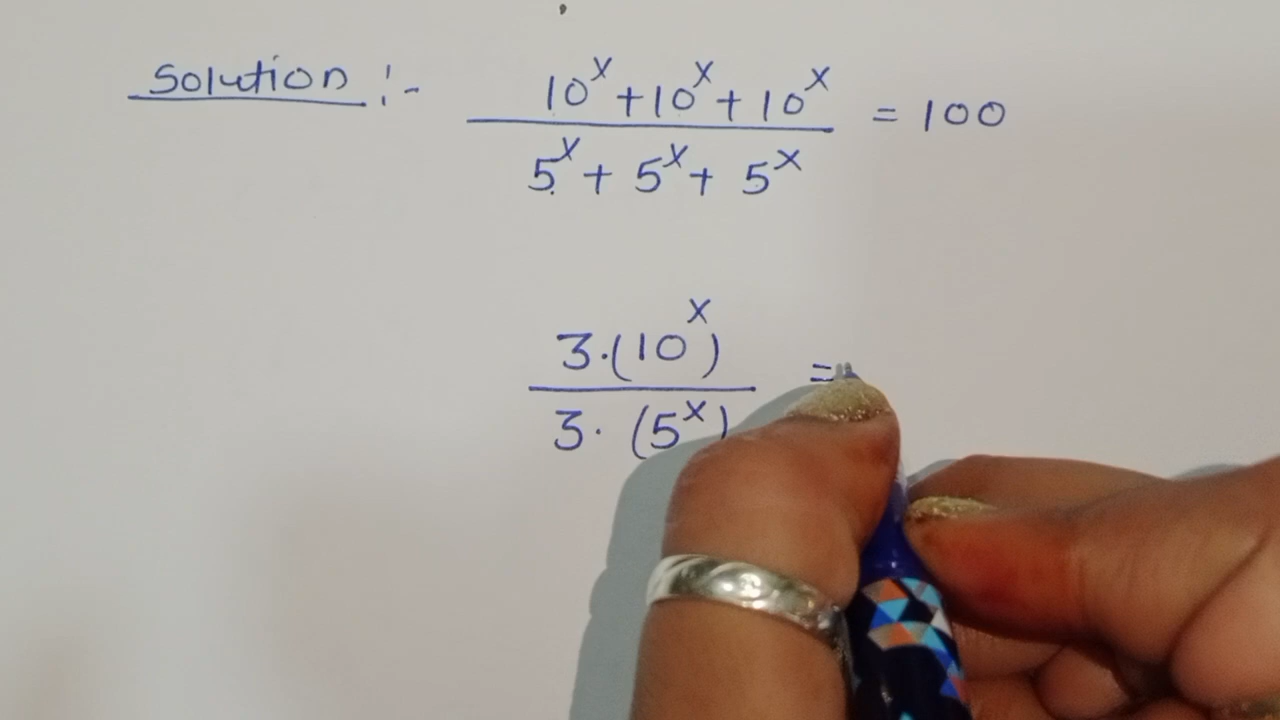 Solution :- 10^x + 10^x + 10^x / 5^x + 5^x + 5^x = 100
3·(10^x) / 3·(5^x) =